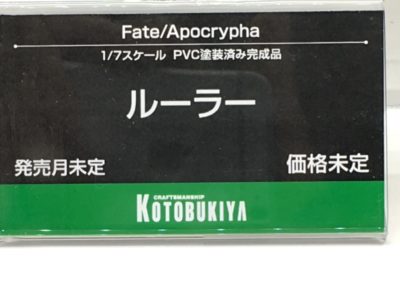 Fate/Apocrypha
1/7スケール PVC塗装済み完成品
ルーラー
発売月未定 価格未定
CRAFTSMANSHIP
KOTOBUKIYA